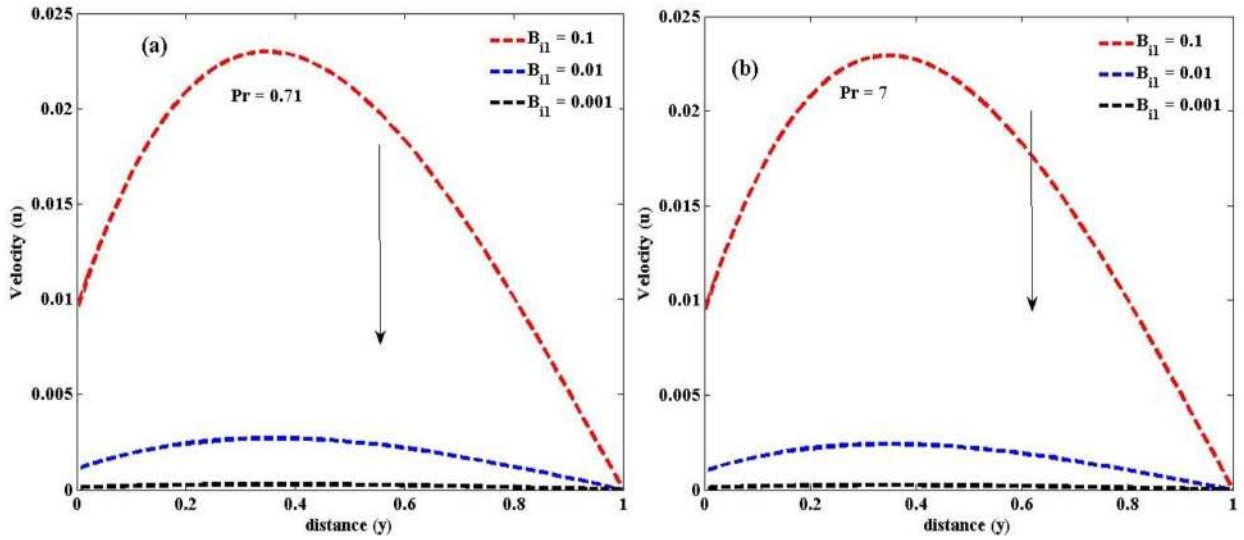 (a)
B_i1 = 0.1
B_i1 = 0.01
B_i1 = 0.001
Pr = 0.71
Velocity (u)
0.025
0.02
0.015
0.01
0.005
0
0
0.2
0.4
0.6
0.8
1
distance (y)
(b)
B_i1 = 0.1
B_i1 = 0.01
B_i1 = 0.001
Pr = 7
Velocity (u)
0.025
0.02
0.015
0.01
0.005
0
0
0.2
0.4
0.6
0.8
1
distance (y)